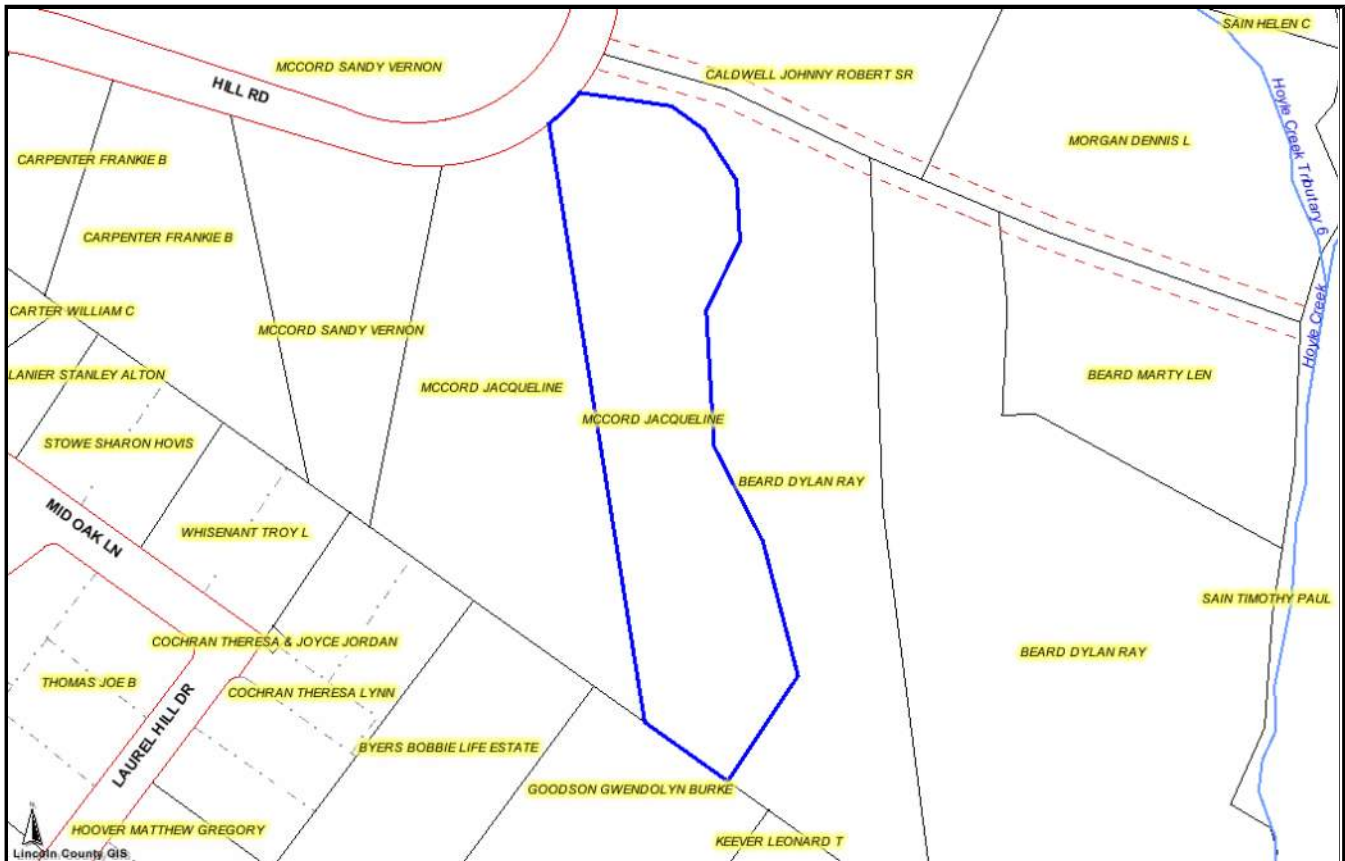 SAIN HELEN C
MCCORD SANDY VERNON
CALDWELL JOHNNY ROBERT SR
HILL RD
Hoyle Creek Tributary 6
MORGAN DENNIS L
CARPENTER FRANKIE B
CARPENTER FRANKIE B
CARTER WILLIAM C
MCCORD SANDY VERNON
Hoyle Creek
LANIER STANLEY ALTON
BEARD MARTY LEN
MCCORD JACQUELINE
MCCORD JACQUELINE
STOWE SHARON HOVIS
BEARD DYLAN RAY
MID OAK LN
WHISENANT TROY L
SAIN TIMOTHY PAUL
COCHRAN THERESA & JOYCE JORDAN
BEARD DYLAN RAY
THOMAS JOE B
COCHRAN THERESA LYNN
LAUREL HILL DR
BYERS BOBBIE LIFE ESTATE
GOODSON GWENDOLYN BURKE
HOOVER MATTHEW GREGORY
KEEVER LEONARD T
N
Lincoln County GIS